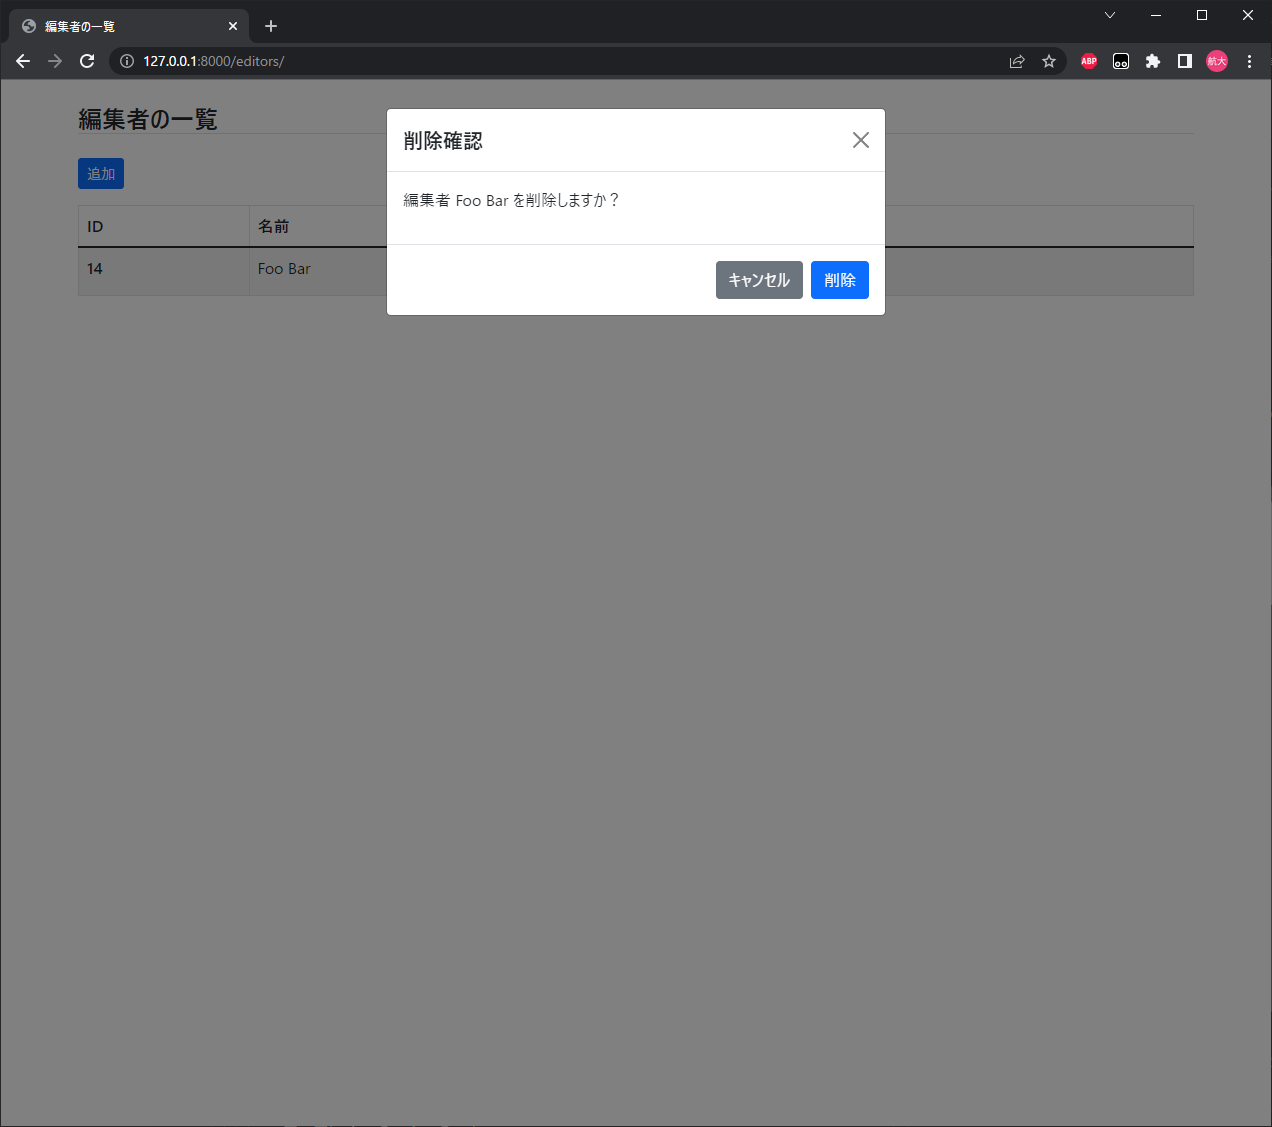 編集者の一覧
127.0.0.1:8000/editors/
ABP
航大
編集者の一覧
追加
ID 名前
14 Foo Bar
削除確認
編集者 Foo Bar を削除しますか？
キャンセル 削除